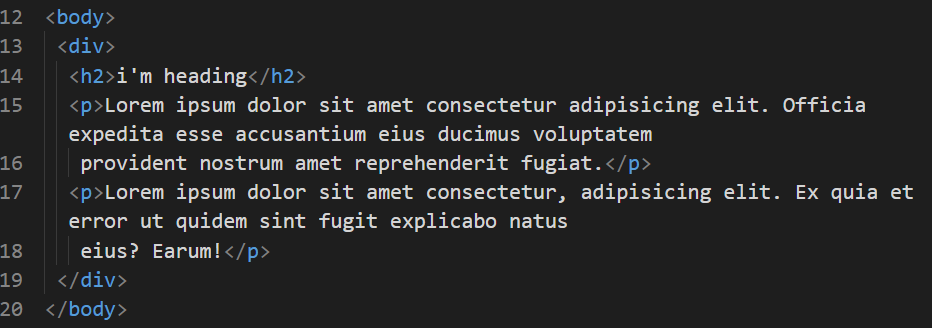 12 <body>
13 <div>
14 <h2>i'm heading</h2>
15 <p>Lorem ipsum dolor sit amet consectetur adipisicing elit. Officia
expedita esse accusantium eius ducimus voluptatem
16 provident nostrum amet reprehenderit fugiat.</p>
17 <p>Lorem ipsum dolor sit amet consectetur, adipisicing elit. Ex quia et
error ut quidem sint fugit explicabo natus
18 eius? Earum!</p>
19 </div>
20 </body>